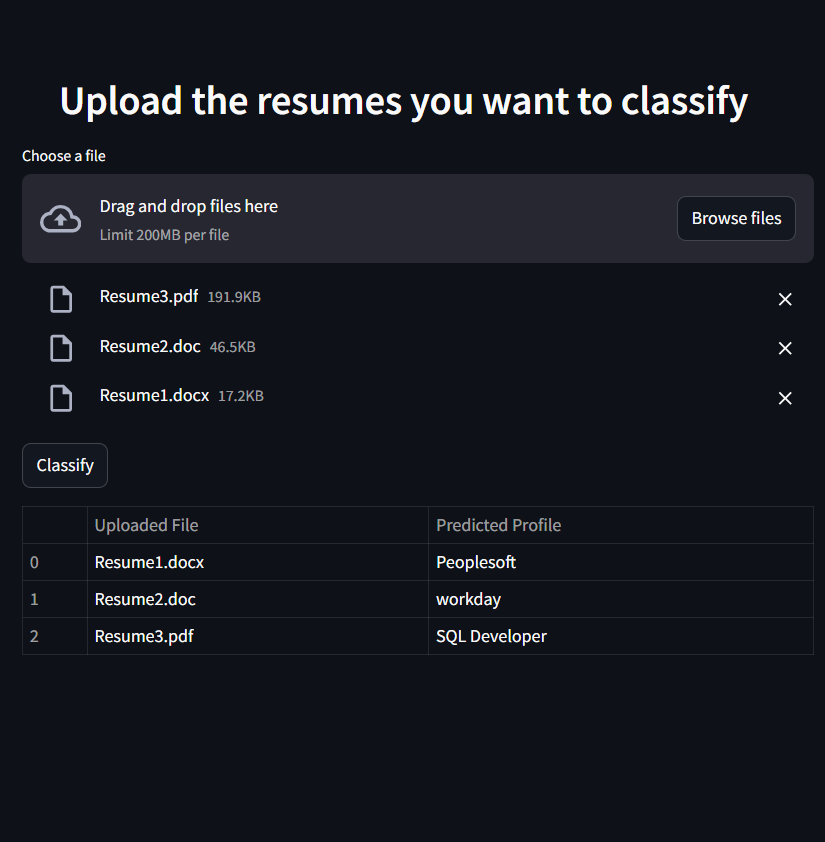 Upload the resumes you want to classify
Choose a file
Drag and drop files here
Limit 200MB per file
Browse files
Resume3.pdf 191.9KB
Resume2.doc 46.5KB
Resume1.docx 17.2KB
Classify
Uploaded File Predicted Profile
0 Resume1.docx Peoplesoft
1 Resume2.doc workday
2 Resume3.pdf SQL Developer